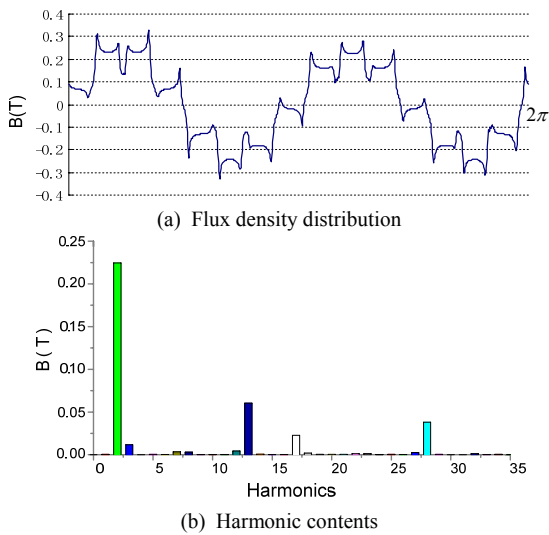 0.4
0.3
0.2
0.1
0
-0.1
-0.2
-0.3
-0.4
B(T)
2π
(a) Flux density distribution
0.25
0.20
0.15
0.10
0.05
0.00
B(T)
0 5 10 15 20 25 30 35
Harmonics
(b) Harmonic contents